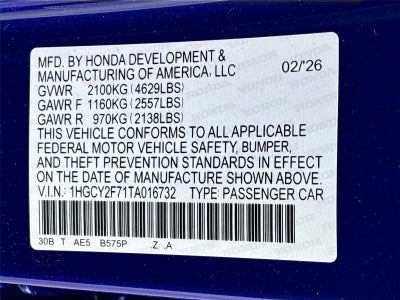 MFD. BY HONDA DEVELOPMENT &
MANUFACTURING OF AMERICA, LLC 02/'26
GVWR 2100KG (4629LBS)
GAWR F 1160KG (2557LBS)
GAWR R 970KG (2138LBS)
THIS VEHICLE CONFORMS TO ALL APPLICABLE
FEDERAL MOTOR VEHICLE SAFETY, BUMPER,
AND THEFT PREVENTION STANDARDS IN EFFECT
ON THE DATE OF MANUFACTURE SHOWN ABOVE.
V.I.N.: 1HGCY2F71TA016732 TYPE: PASSENGER CAR
30B T AE5 B575P .Z .A